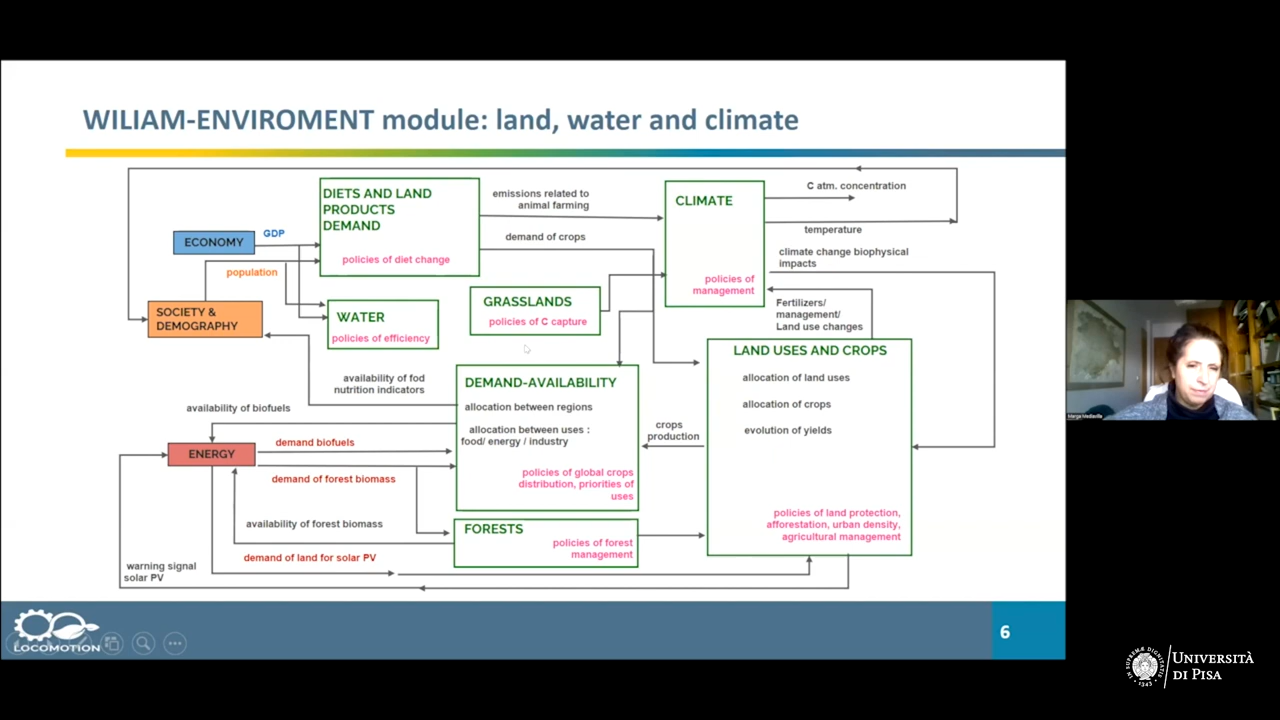 WILIAM-ENVIROMENT module: land, water and climate
DIETS AND LAND
PRODUCTS
DEMAND
policies of diet change
emissions related to
animal farming
demand of crops
CLIMATE
policies of
management
C atm. concentration
temperature
climate change biophysical
impacts
ECONOMY
GDP
population
SOCIETY &
DEMOGRAPHY
WATER
policies of efficiency
GRASSLANDS
policies of C capture
Fertilizers/
management/
Land use changes
LAND USES AND CROPS
allocation of land uses
allocation of crops
evolution of yields
policies of land protection,
afforestation, urban density,
agricultural management
availability of fod
nutrition indicators
DEMAND-AVAILABILITY
allocation between regions
allocation between uses :
food/ energy / industry
policies of global crops
distribution, priorities of
uses
crops
production
availability of biofuels
ENERGY
demand biofuels
demand of forest biomass
availability of forest biomass
FORESTS
policies of forest
management
demand of land for solar PV
warning signal
solar PV
LOCOMOTION
6
Marga Mediavilla
IN SUPREMÆ DIGNITATIS
1343
UNIVERSITÀ
DI PISA